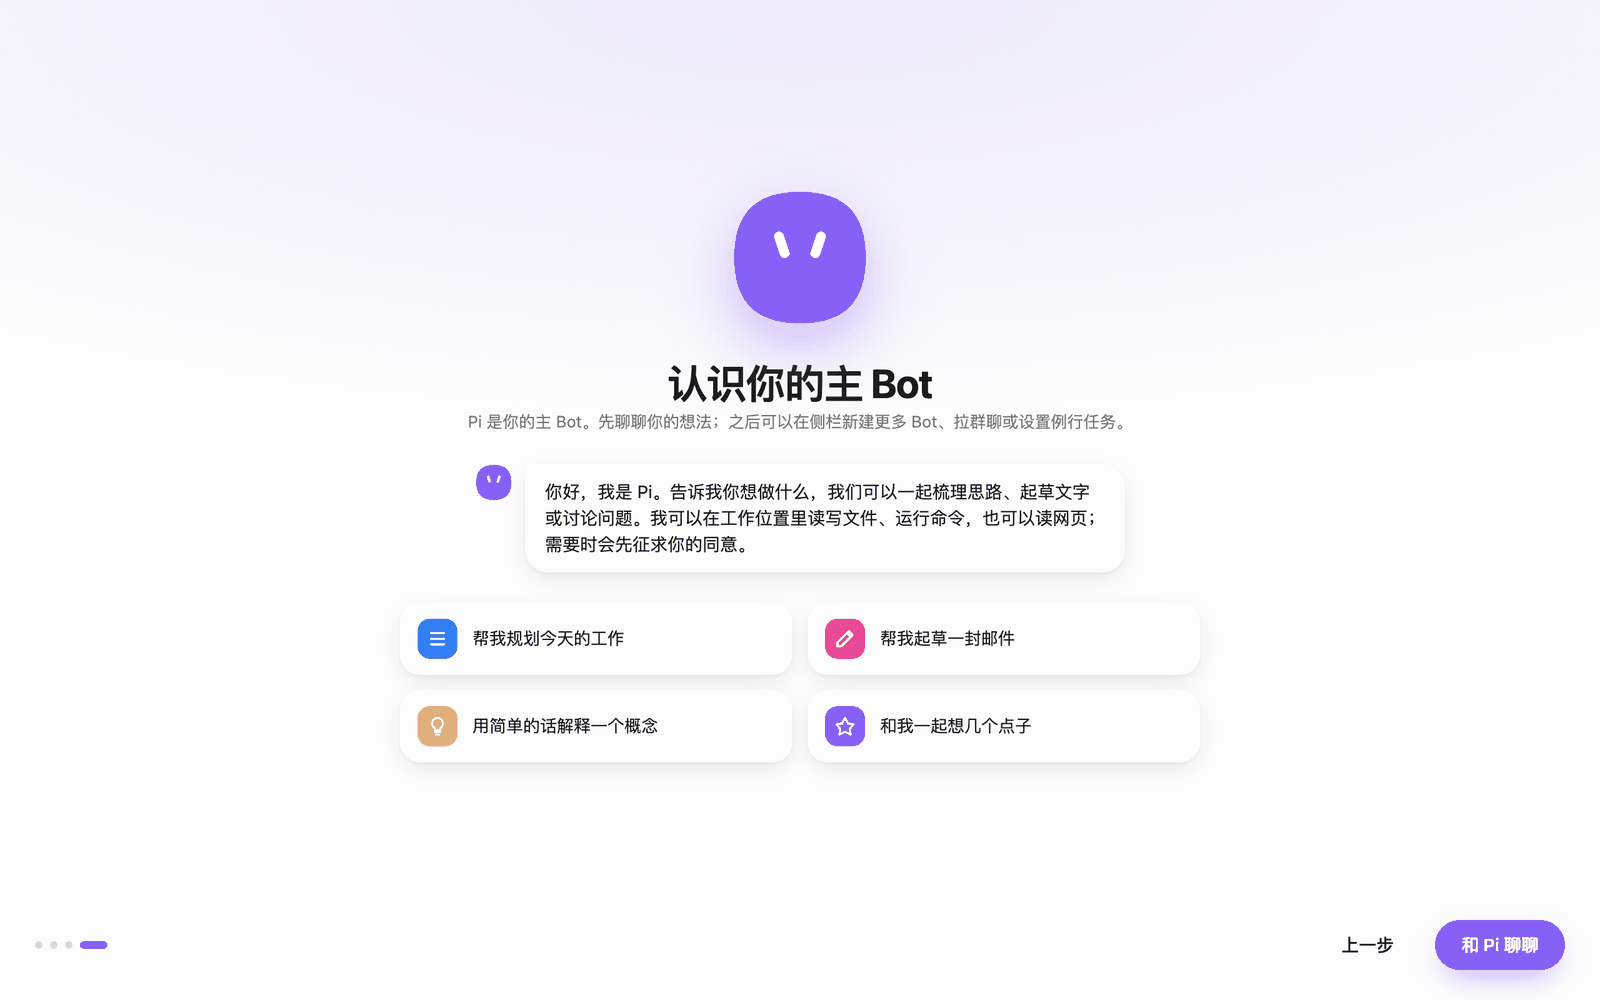 认识你的主 Bot
Pi 是你的主 Bot。先聊聊你的想法；之后可以在侧栏新建更多 Bot、拉群聊或设置例行任务。
你好，我是 Pi。告诉我你想做什么，我们可以一起梳理思路、起草文字
或讨论问题。我可以在工作位置里读写文件、运行命令，也可以读网页；
需要时会先征求你的同意。
帮我规划今天的工作
帮我起草一封邮件
用简单的话解释一个概念
和我一起想几个点子
上一步
和 Pi 聊聊